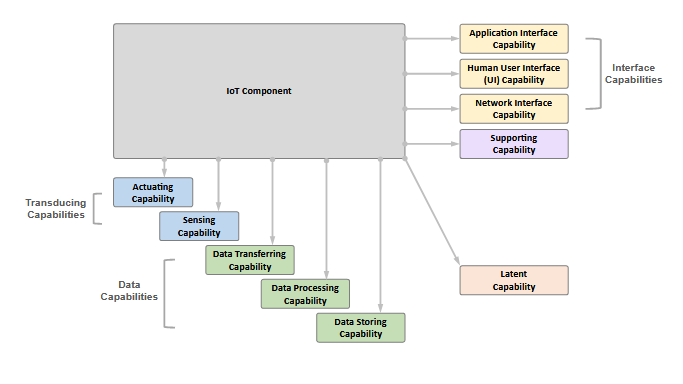 IoT Component
Application Interface
Capability
Human User Interface
(UI) Capability
Network Interface
Capability
Interface
Capabilities
Supporting
Capability
Actuating
Capability
Transducing
Capabilities
Sensing
Capability
Data Transferring
Capability
Data
Capabilities
Data Processing
Capability
Data Storing
Capability
Latent
Capability